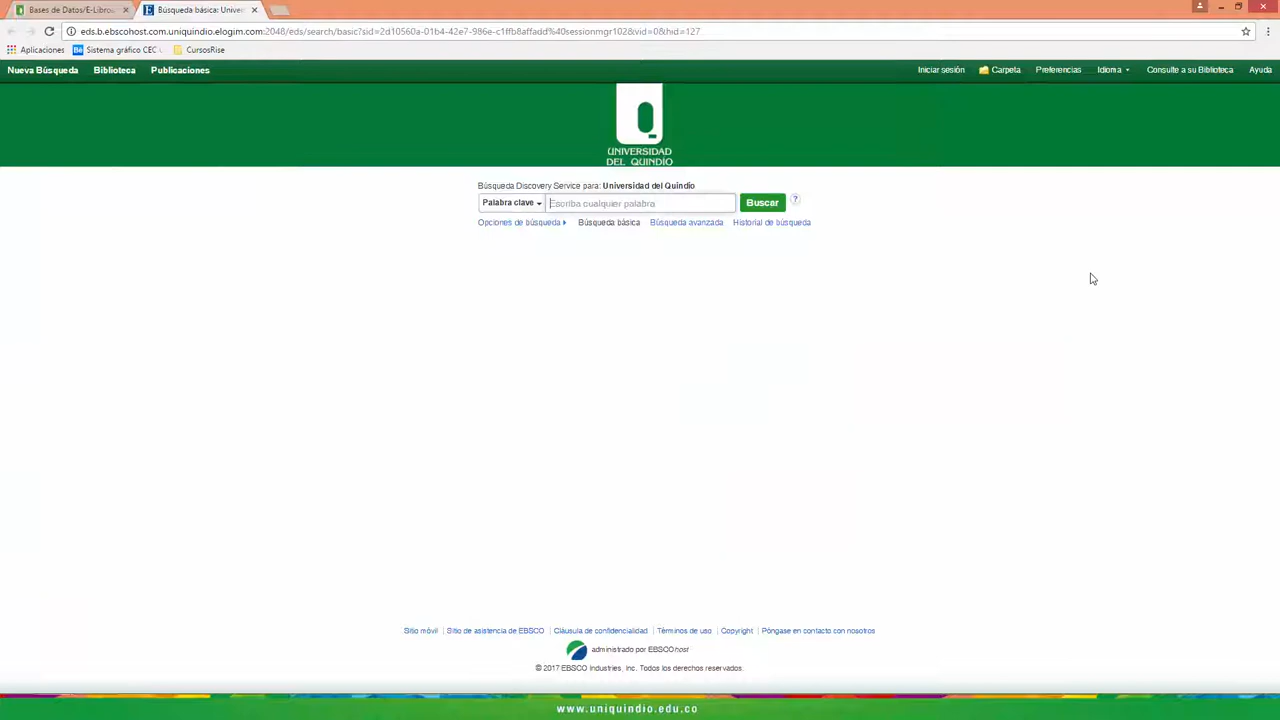 Bases de Datos/E-Libros
Búsqueda básica: Univer
eds.b.ebscohost.com.uniquindio.elogim.com:2048/eds/search/basic?sid=2d10560a-01b4-42e7-986e-c1ffb8affadd%40sessionmgr102&vid=0&hid=127
Aplicaciones Bē Sistema gráfico CEC CursosRise
Nueva Búsqueda Biblioteca Publicaciones Iniciar sesión Carpeta Preferencias Idioma Consulte a su Biblioteca Ayuda
UNIVERSIDAD
DEL QUINDÍO
Búsqueda Discovery Service para: Universidad del Quindío
Palabra clave Escriba cualquier palabra Buscar ?
Opciones de búsqueda Búsqueda básica Búsqueda avanzada Historial de búsqueda
Sitio móvil | Sitio de asistencia de EBSCO | Cláusula de confidencialidad | Términos de uso | Copyright | Póngase en contacto con nosotros
administrado por EBSCOhost
© 2017 EBSCO Industries, Inc. Todos los derechos reservados.
www.uniquindio.edu.co